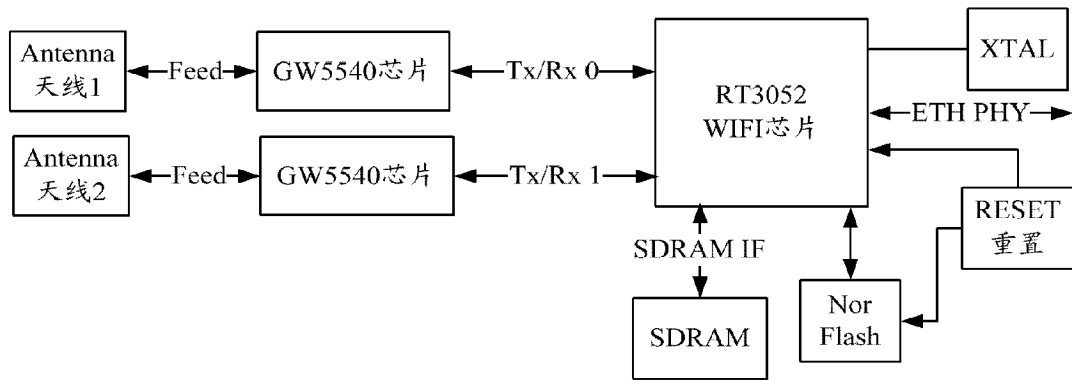 Antenna
天线1
Feed
GW5540芯片
Tx/Rx 0
RT3052
WIFI芯片
XTAL
ETH PHY
Antenna
天线2
Feed
GW5540芯片
Tx/Rx 1
RESET
重置
SDRAM IF
SDRAM
Nor
Flash